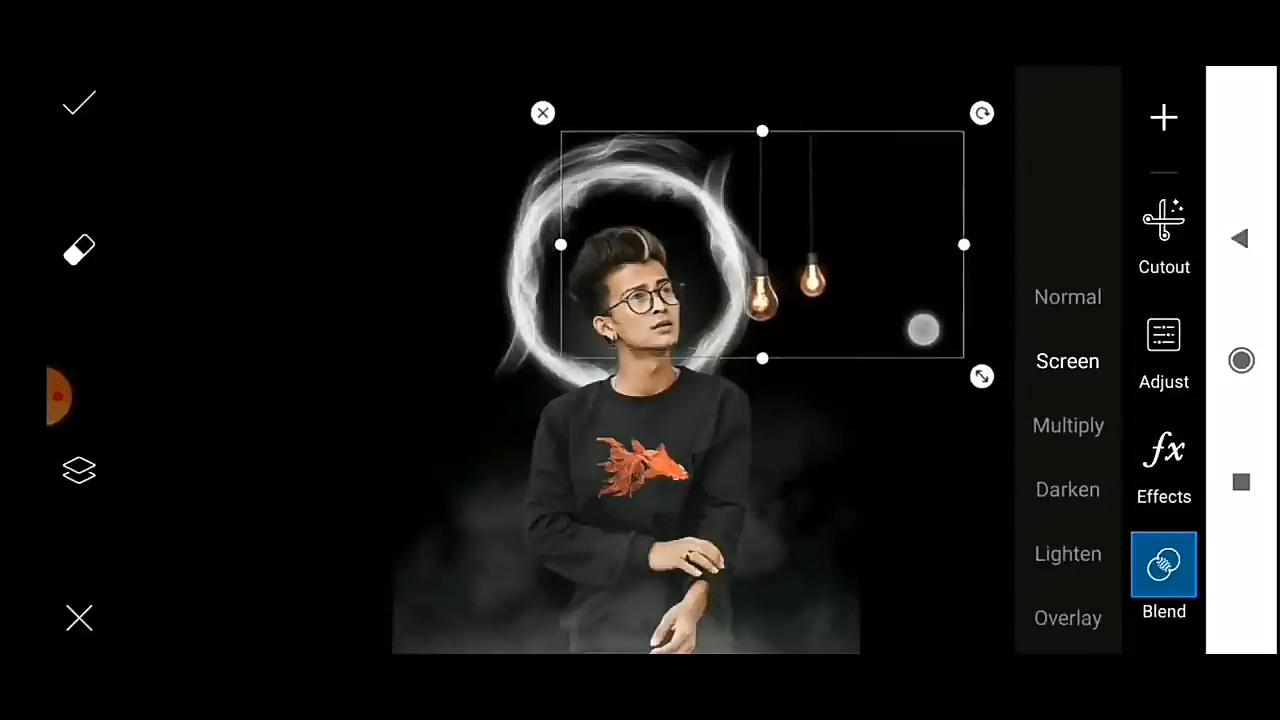 Normal
Screen
Multiply
Darken
Lighten
Overlay
Cutout
Adjust
fx
Effects
Blend